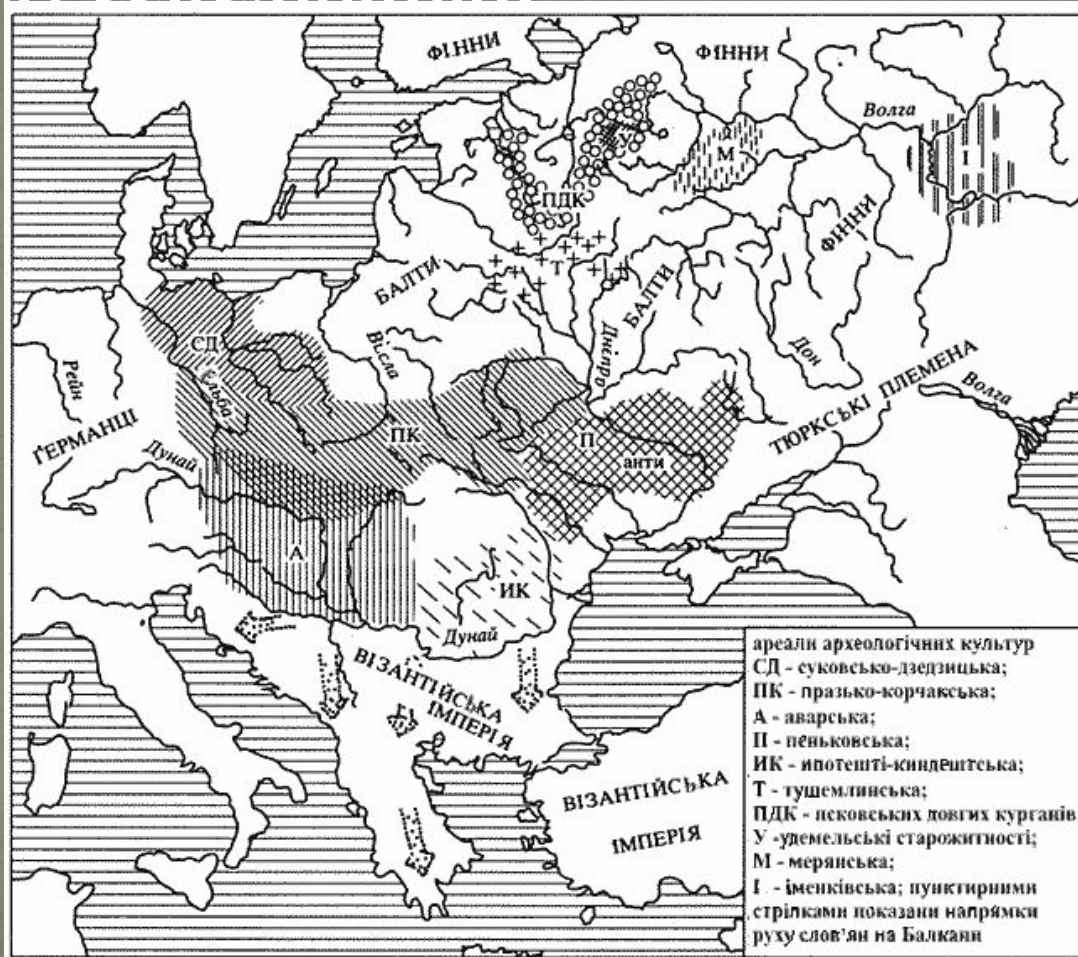 ФІННИ
ФІННИ
Волга
У
М
І
ПДК
ФІННИ
Т
БАЛТИ
БАЛТИ
СД
Вісла
Дніпро
Дон
Рейн
Ельба
ТЮРКСЬКІ ПЛЕМЕНА
Волга
ГЕРМАНЦІ
ПК
П
анти
Дунай
А
ИК
Дунай
ВІЗАНТІЙСЬКА
ІМПЕРІЯ
ВІЗАНТІЙСЬКА
ІМПЕРІЯ
ареали археологічних культур
СД - суковсько-дзедзицька;
ПК - празько-корчакська;
А - аварська;
П - пеньковська;
ИК - ипотешті-киндештська;
Т - тушемлинська;
ПДК - псковських довгих курганів
У -удемельські старожитності;
М - мерянська;
І - іменківська; пунктирними
стрілками показани напрямки
руху слов'ян на Балкани